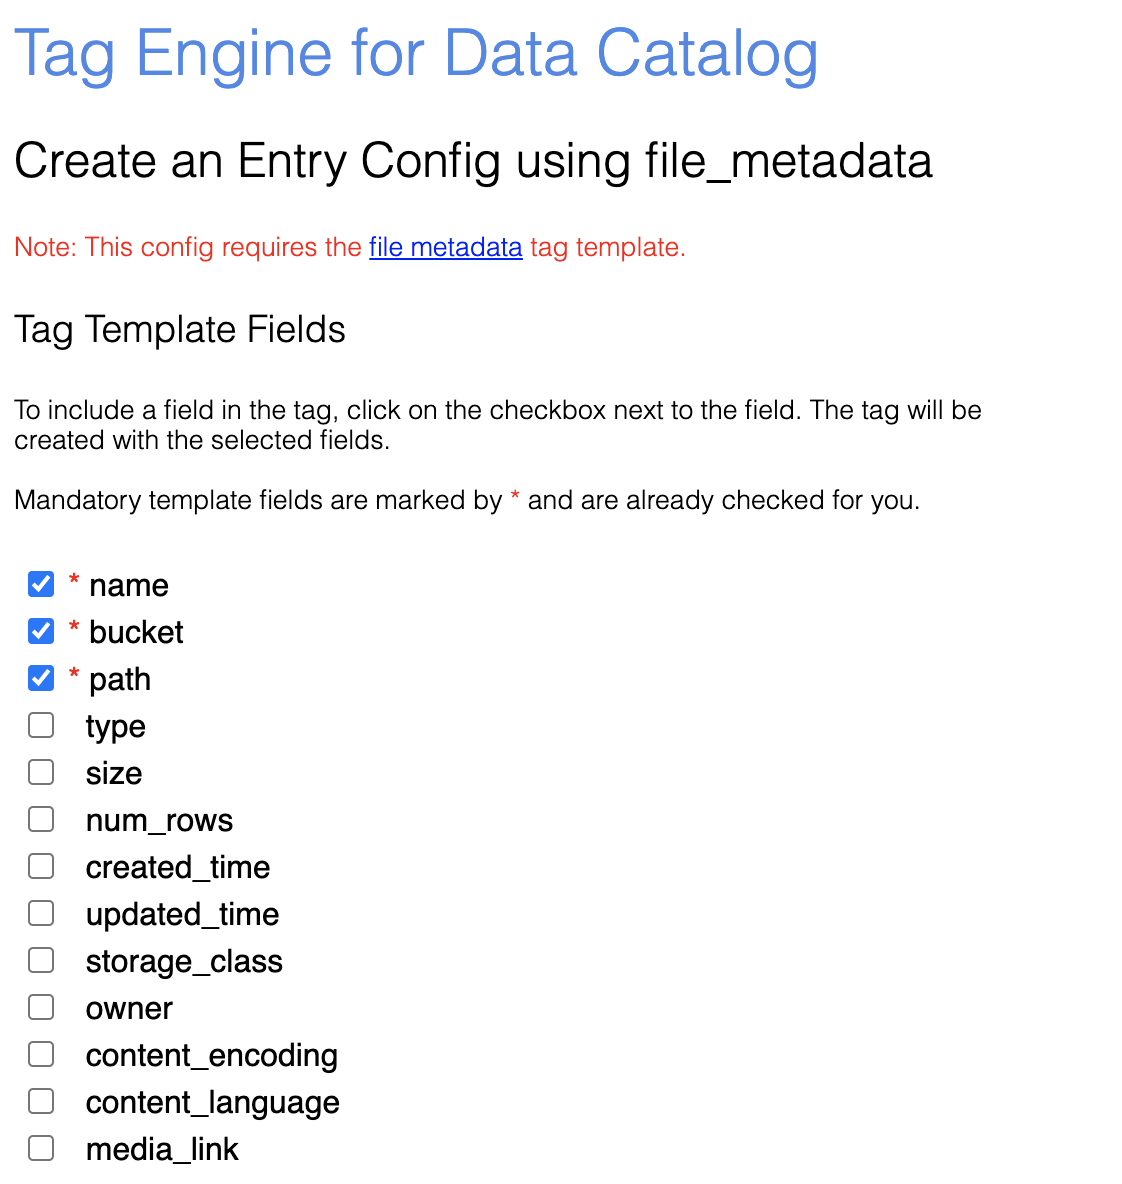 Tag Engine for Data Catalog
Create an Entry Config using file_metadata
Note: This config requires the file metadata tag template.
Tag Template Fields
To include a field in the tag, click on the checkbox next to the field. The tag will be
created with the selected fields.
Mandatory template fields are marked by * and are already checked for you.
* name
* bucket
* path
type
size
num_rows
created_time
updated_time
storage_class
owner
content_encoding
content_language
media_link